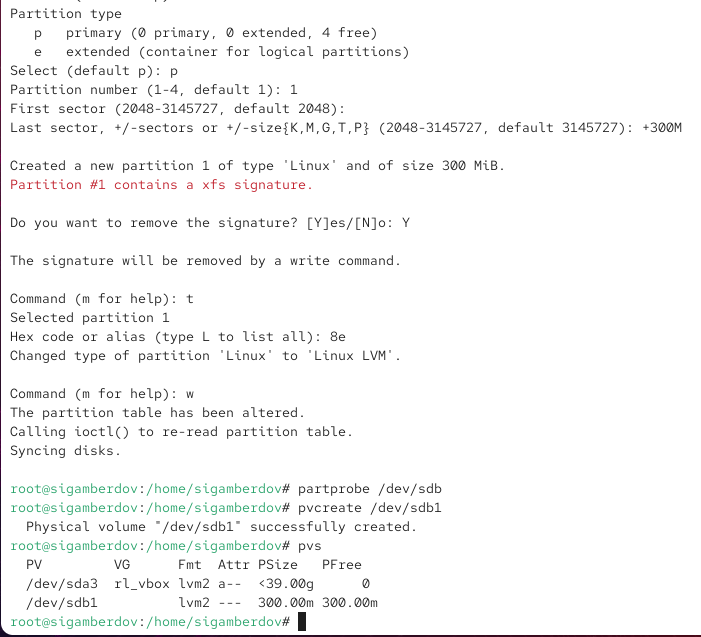 Partition type
   p   primary (0 primary, 0 extended, 4 free)
   e   extended (container for logical partitions)
Select (default p): p
Partition number (1-4, default 1): 1
First sector (2048-3145727, default 2048):
Last sector, +/-sectors or +/-size{K,M,G,T,P} (2048-3145727, default 3145727): +300M

Created a new partition 1 of type 'Linux' and of size 300 MiB.
Partition #1 contains a xfs signature.

Do you want to remove the signature? [Y]es/[N]o: Y

The signature will be removed by a write command.

Command (m for help): t
Selected partition 1
Hex code or alias (type L to list all): 8e
Changed type of partition 'Linux' to 'Linux LVM'.

Command (m for help): w
The partition table has been altered.
Calling ioctl() to re-read partition table.
Syncing disks.

root@sigamberdov:/home/sigamberdov# partprobe /dev/sdb
root@sigamberdov:/home/sigamberdov# pvcreate /dev/sdb1
  Physical volume "/dev/sdb1" successfully created.
root@sigamberdov:/home/sigamberdov# pvs
  PV         VG      Fmt  Attr PSize   PFree
  /dev/sda3  rl_vbox lvm2 a--  <39.00g      0
  /dev/sdb1          lvm2 ---  300.00m 300.00m
root@sigamberdov:/home/sigamberdov#